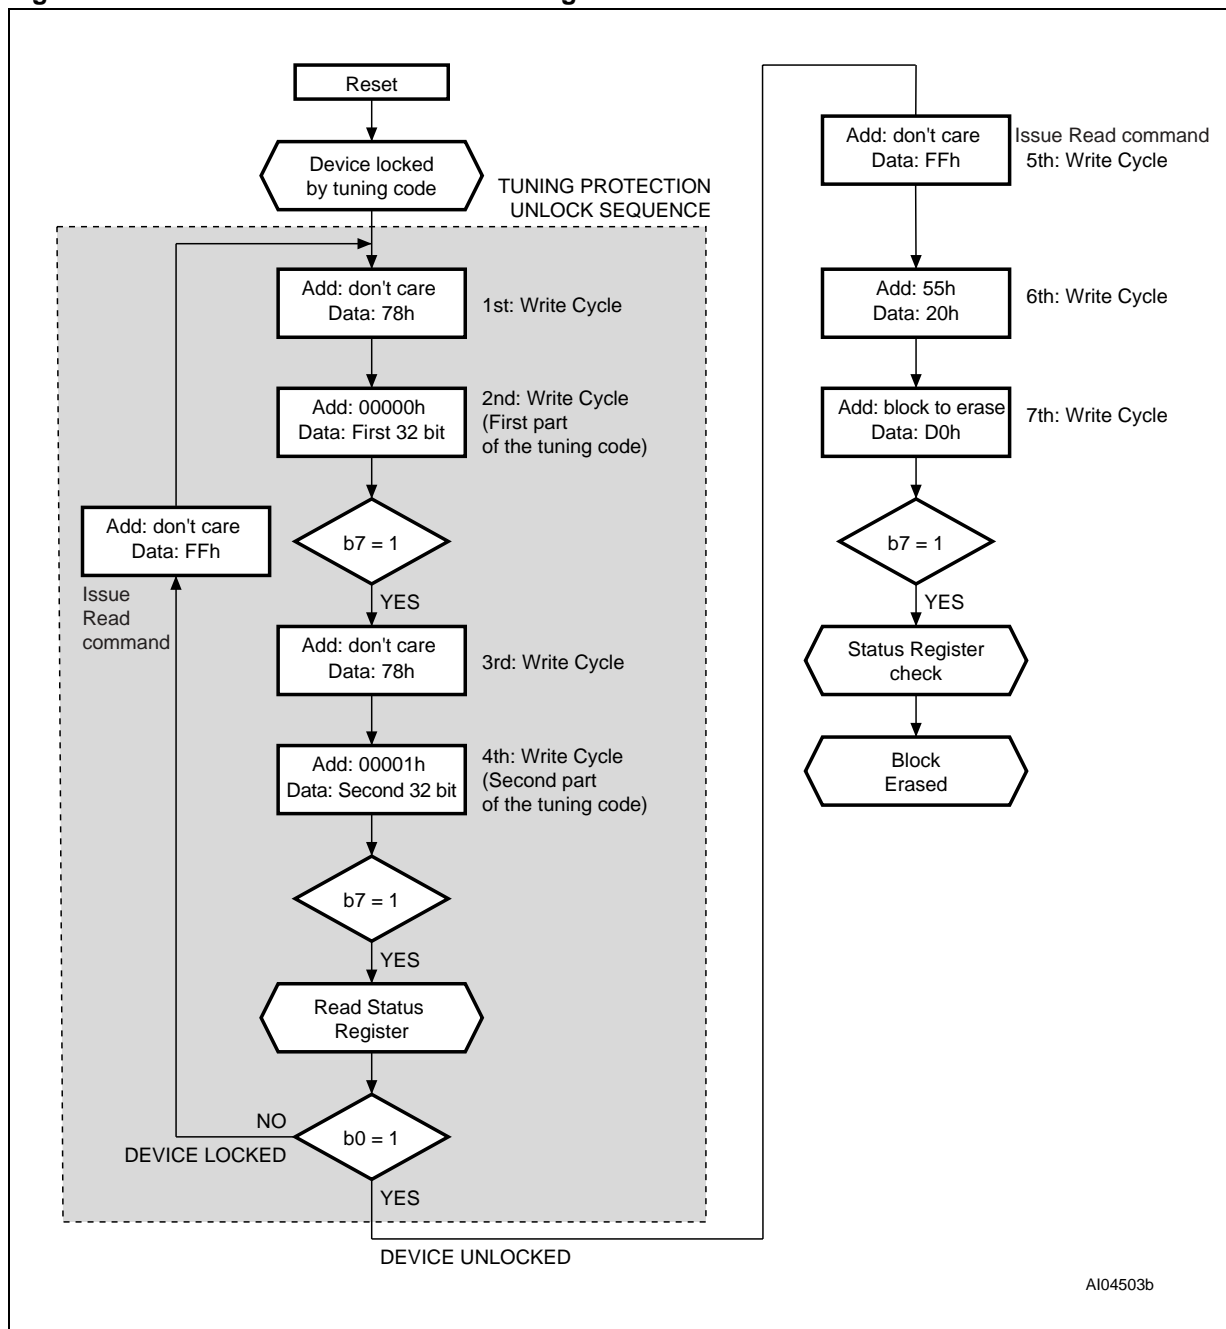 Reset
Device locked
by tuning code
TUNING PROTECTION
UNLOCK SEQUENCE
Add: don't care
Data: 78h
1st: Write Cycle
Add: 00000h
Data: First 32 bit
2nd: Write Cycle
(First part
of the tuning code)
b7 = 1
YES
Add: don't care
Data: FFh
Issue
Read
command
Add: don't care
Data: 78h
3rd: Write Cycle
Add: 00001h
Data: Second 32 bit
4th: Write Cycle
(Second part
of the tuning code)
b7 = 1
YES
Read Status
Register
b0 = 1
NO
DEVICE LOCKED
YES
DEVICE UNLOCKED
Add: don't care
Data: FFh
Issue Read command
5th: Write Cycle
Add: 55h
Data: 20h
6th: Write Cycle
Add: block to erase
Data: D0h
7th: Write Cycle
b7 = 1
YES
Status Register
check
Block
Erased
AI04503b